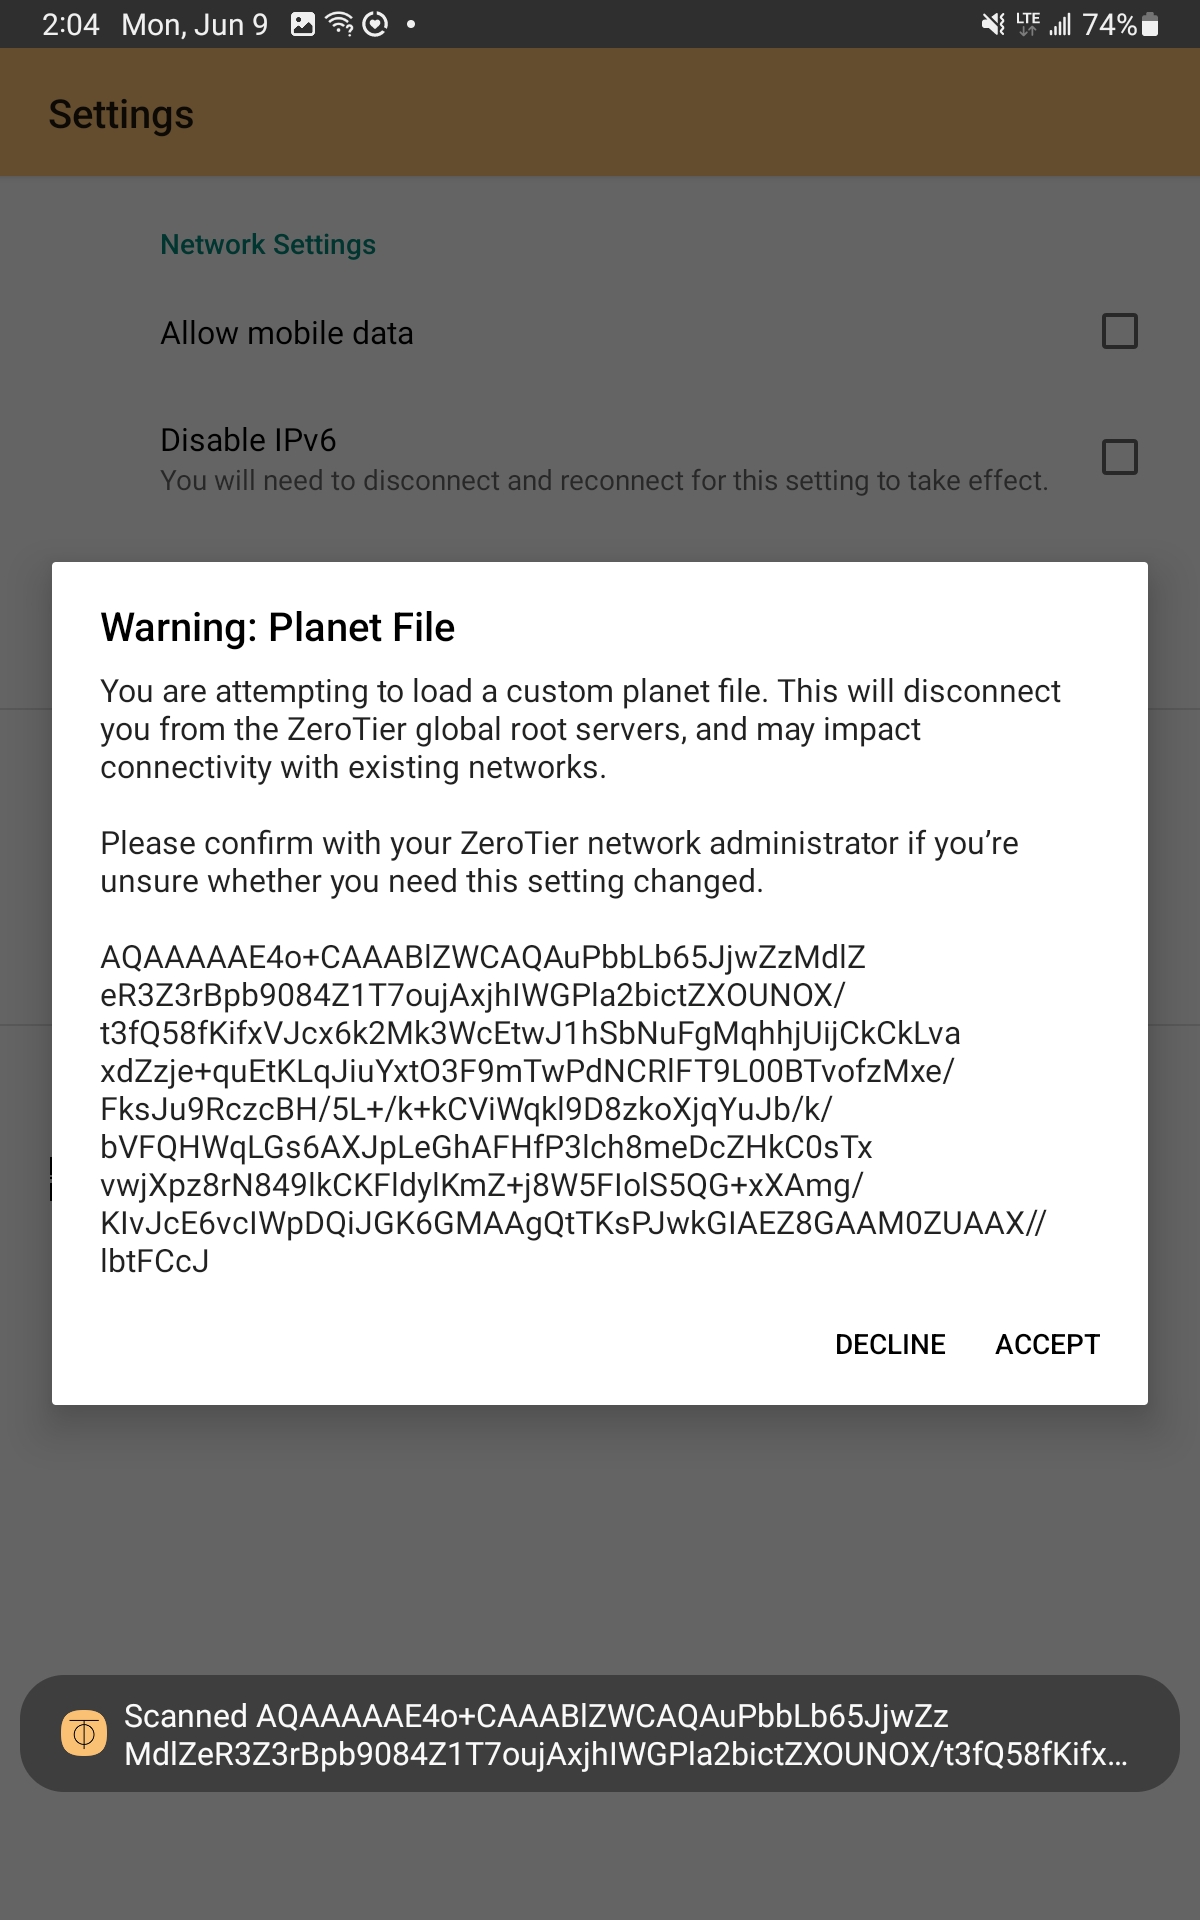 2:04 Mon, Jun 9
LTE 74%
Settings
Network Settings
Allow mobile data
Disable IPv6
You will need to disconnect and reconnect for this setting to take effect.
Warning: Planet File
You are attempting to load a custom planet file. This will disconnect
you from the ZeroTier global root servers, and may impact
connectivity with existing networks.
Please confirm with your ZeroTier network administrator if you’re
unsure whether you need this setting changed.
AQAAAAAE4o+CAAABlZWCAQAuPbbLb65JjwZzMdlZ
eR3Z3rBpb9084Z1T7oujAxjhIWGPla2bictZXOUNOX/
t3fQ58fKifxVJcx6k2Mk3WcEtwJ1hSbNuFgMqhhjUijCkCkLva
xdZzje+quEtKLqJiuYxtO3F9mTwPdNCRlFT9L00BTvofzMxe/
FksJu9RczcBH/5L+/k+kCViWqkl9D8zkoXjqYuJb/k/
bVFQHWqLGs6AXJpLeGhAFHfP3lch8meDcZHkC0sTx
vwjXpz8rN849lkCKFldylKmZ+j8W5FIolS5QG+xXAmg/
KIvJcE6vcIWpDQiJGK6GMAAgQtTKsPJwkGIAEZ8GAAM0ZUAAX//
lbtFCcJ
DECLINE ACCEPT
Scanned AQAAAAAE4o+CAAABlZWCAQAuPbbLb65JjwZz
MdlZeR3Z3rBpb9084Z1T7oujAxjhIWGPla2bictZXOUNOX/t3fQ58fKifx…